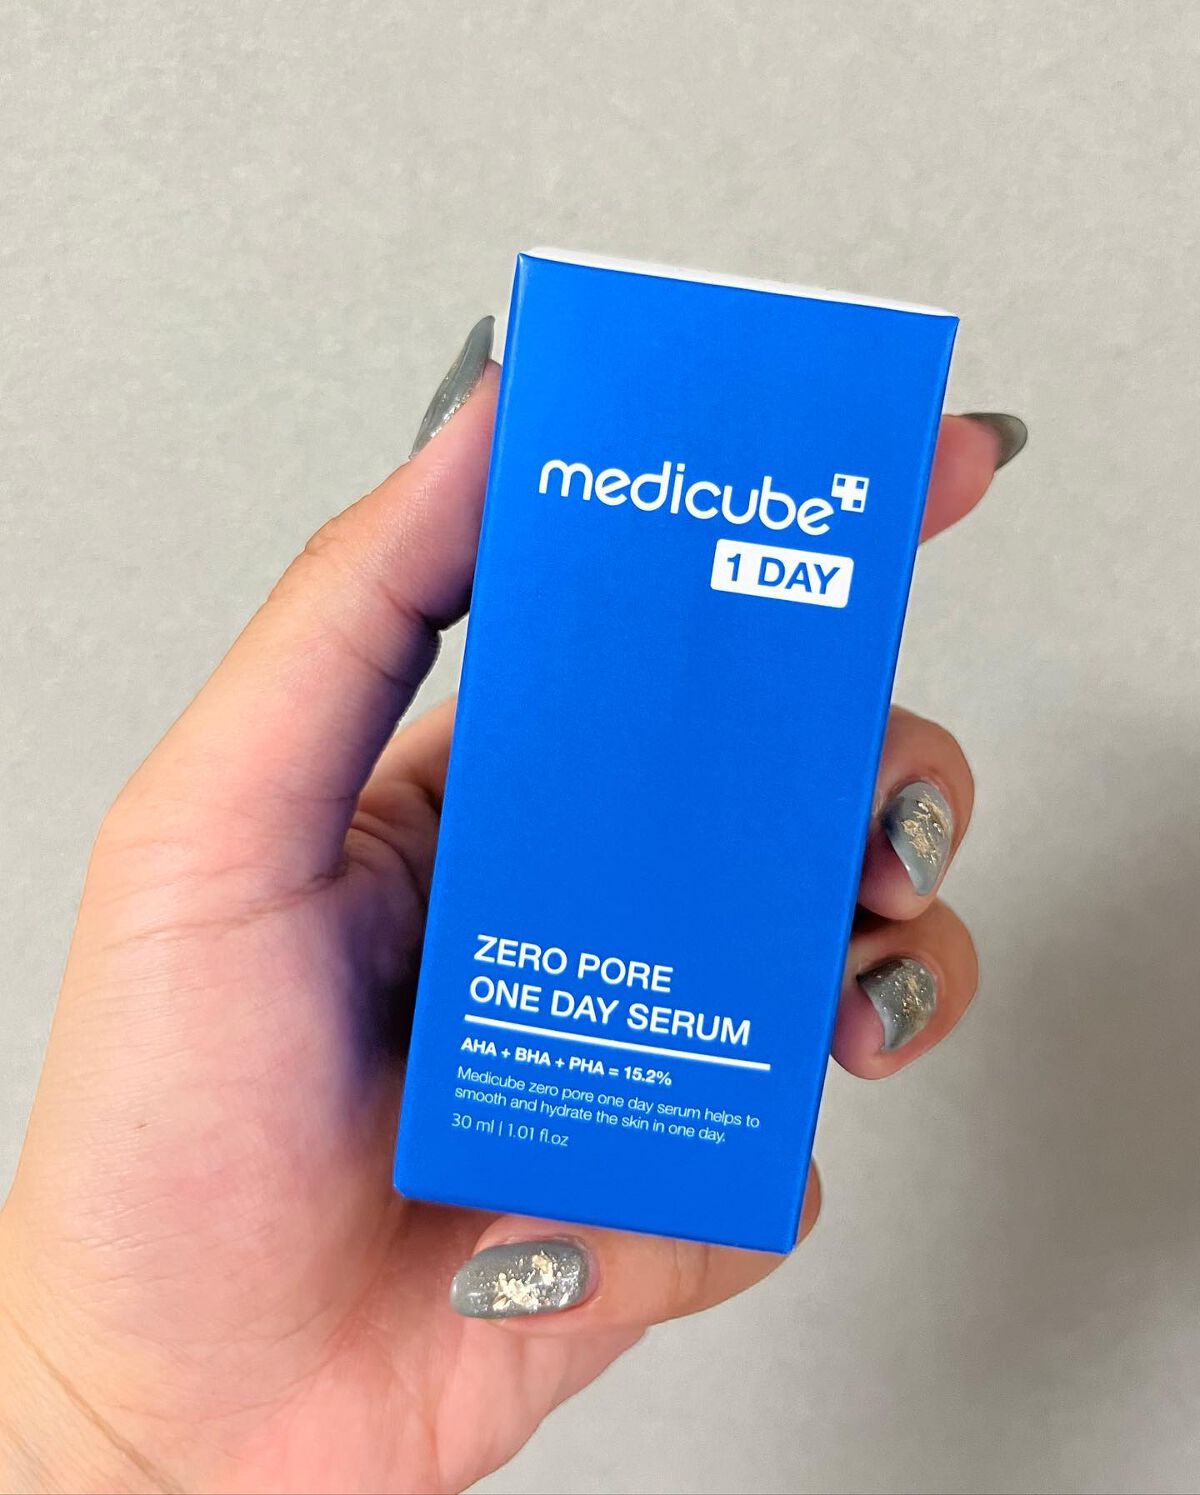 medicube
1 DAY
ZERO PORE
ONE DAY SERUM
AHA + BHA + PHA = 15.2%
Medicube zero pore one day serum helps to
smooth and hydrate the skin in one day.
30 ml | 1.01 fl.oz